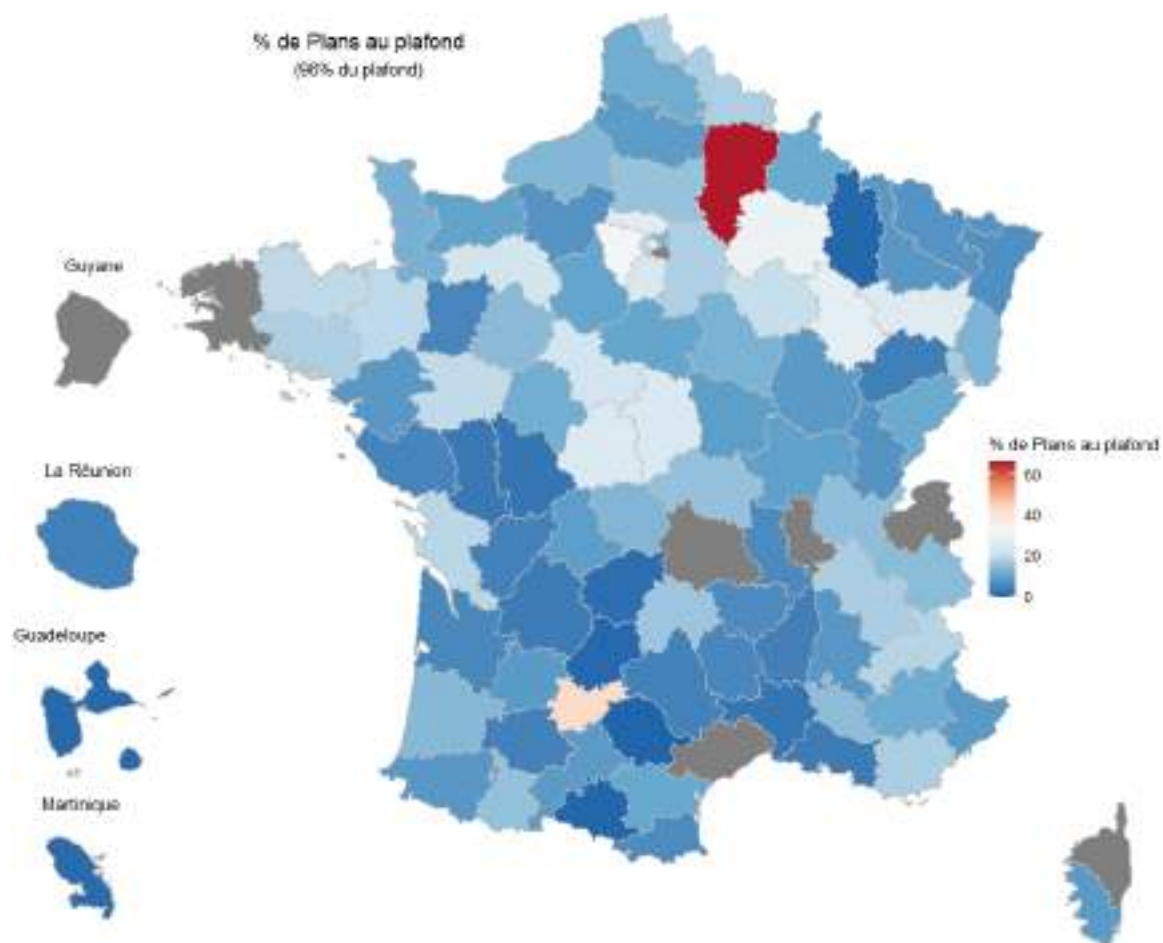 % de Plans au plafond
(96% du plafond)
Guyane
La Réunion
Guadeloupe
Martinique
% de Plans au plafond
60
40
20
0